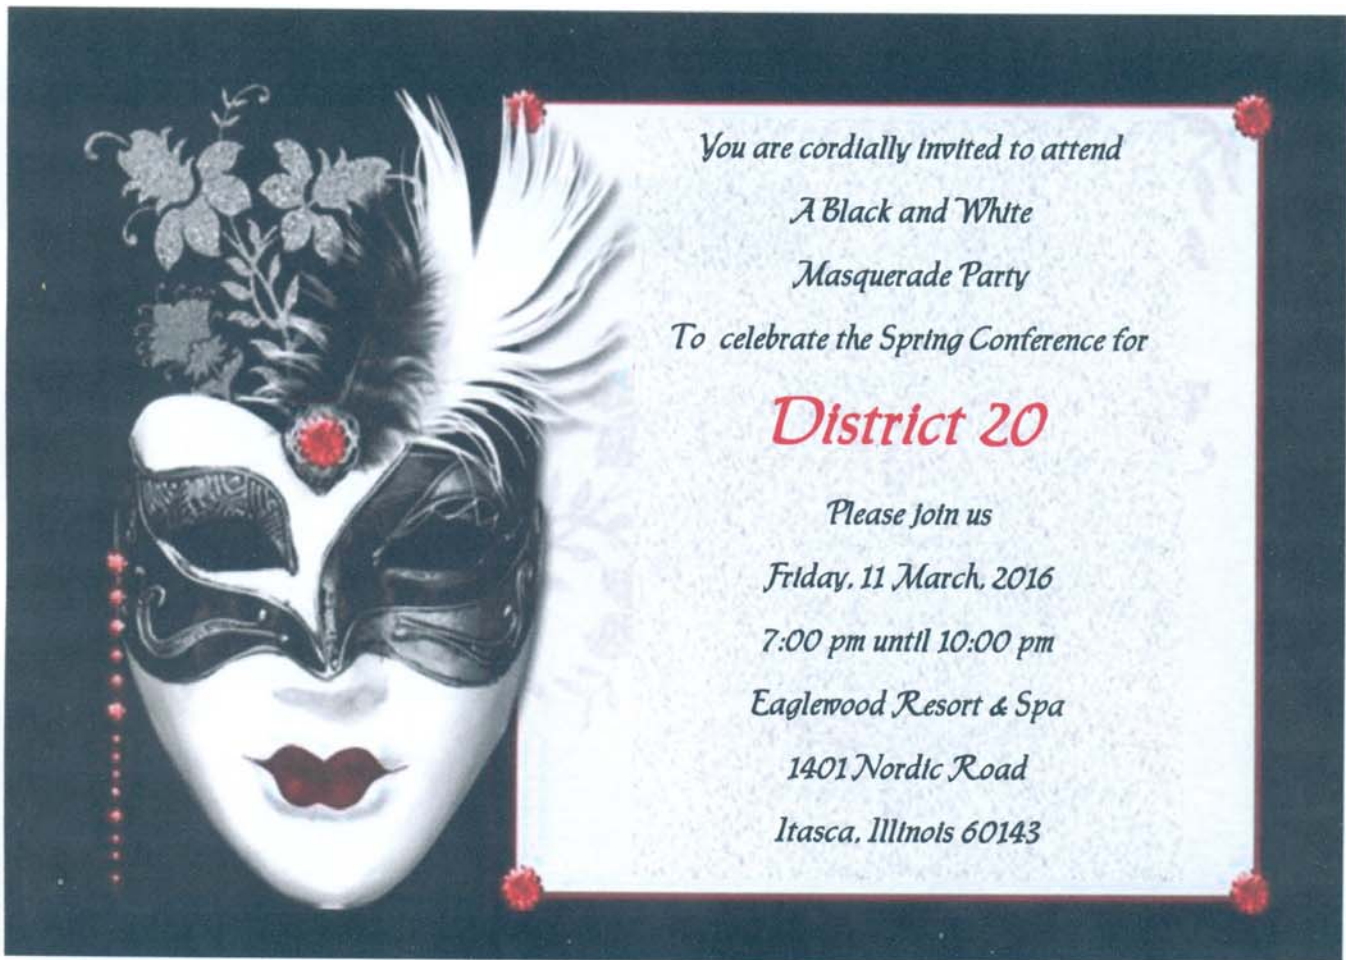 You are cordially invited to attend
A Black and White
Masquerade Party
To celebrate the Spring Conference for
District 20
Please join us
Friday, 11 March, 2016
7:00 pm until 10:00 pm
Eaglewood Resort & Spa
1401 Nordic Road
Itasca, Illinois 60143